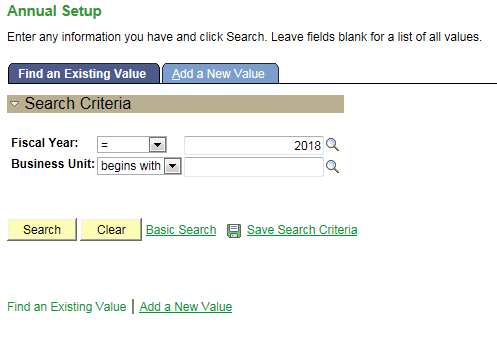 Annual Setup
Enter any information you have and click Search. Leave fields blank for a list of all values.
Find an Existing Value Add a New Value
Search Criteria
Fiscal Year: = 2018
Business Unit: begins with
Search Clear Basic Search Save Search Criteria
Find an Existing Value | Add a New Value